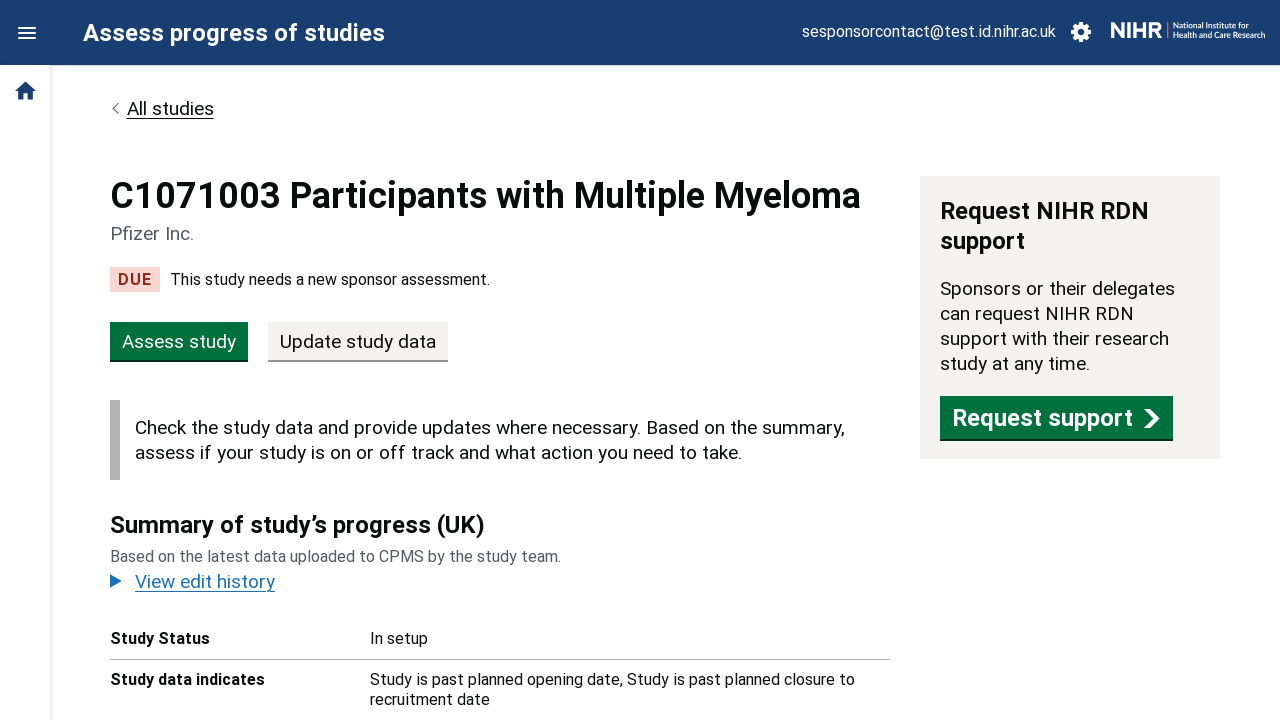 Assess progress of studies
sesponsorcontact@test.id.nihr.ac.uk
NIHR | National Institute for
Health and Care Research
All studies
C1071003 Participants with Multiple Myeloma
Pfizer Inc.
DUE This study needs a new sponsor assessment.
Assess study
Update study data
Check the study data and provide updates where necessary. Based on the summary,
assess if your study is on or off track and what action you need to take.
Summary of study’s progress (UK)
Based on the latest data uploaded to CPMS by the study team.
View edit history
Study Status In setup
Study data indicates Study is past planned opening date, Study is past planned closure to
recruitment date
Request NIHR RDN
support
Sponsors or their delegates
can request NIHR RDN
support with their research
study at any time.
Request support